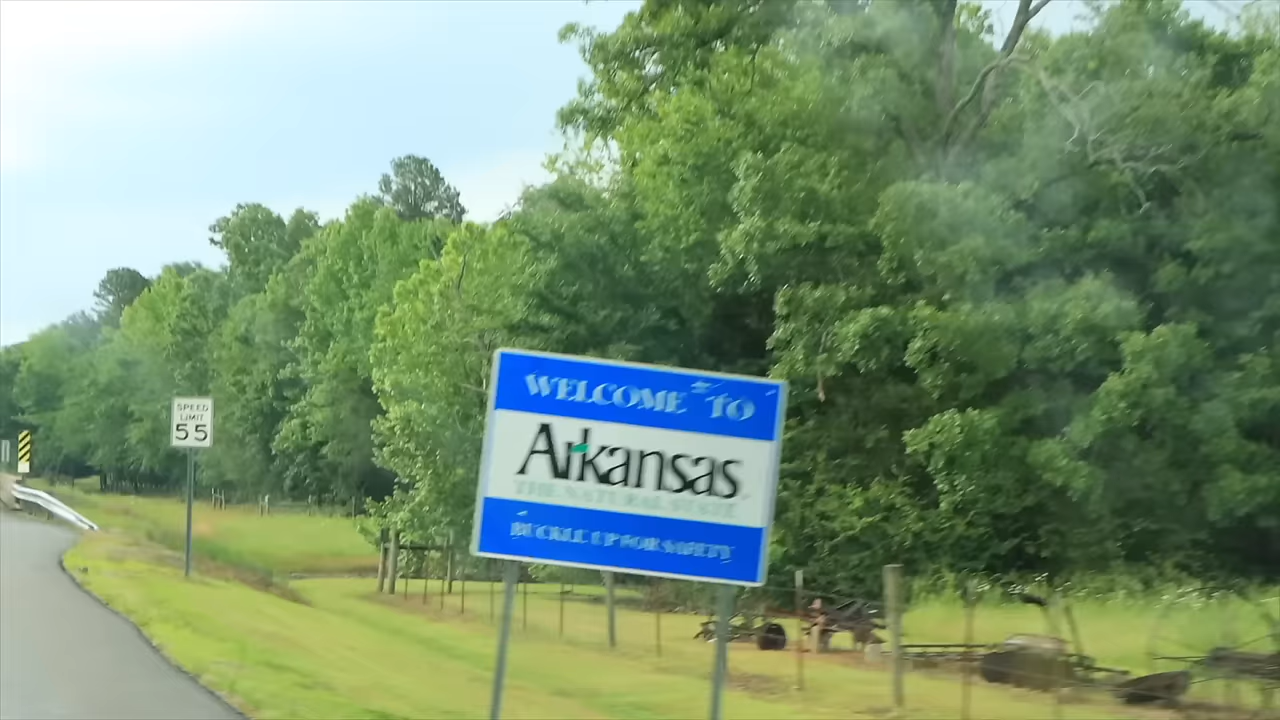 SPEED
LIMIT
55
WELCOME TO
Arkansas
THE NATURAL STATE
BUCKLE UP FOR SAFETY